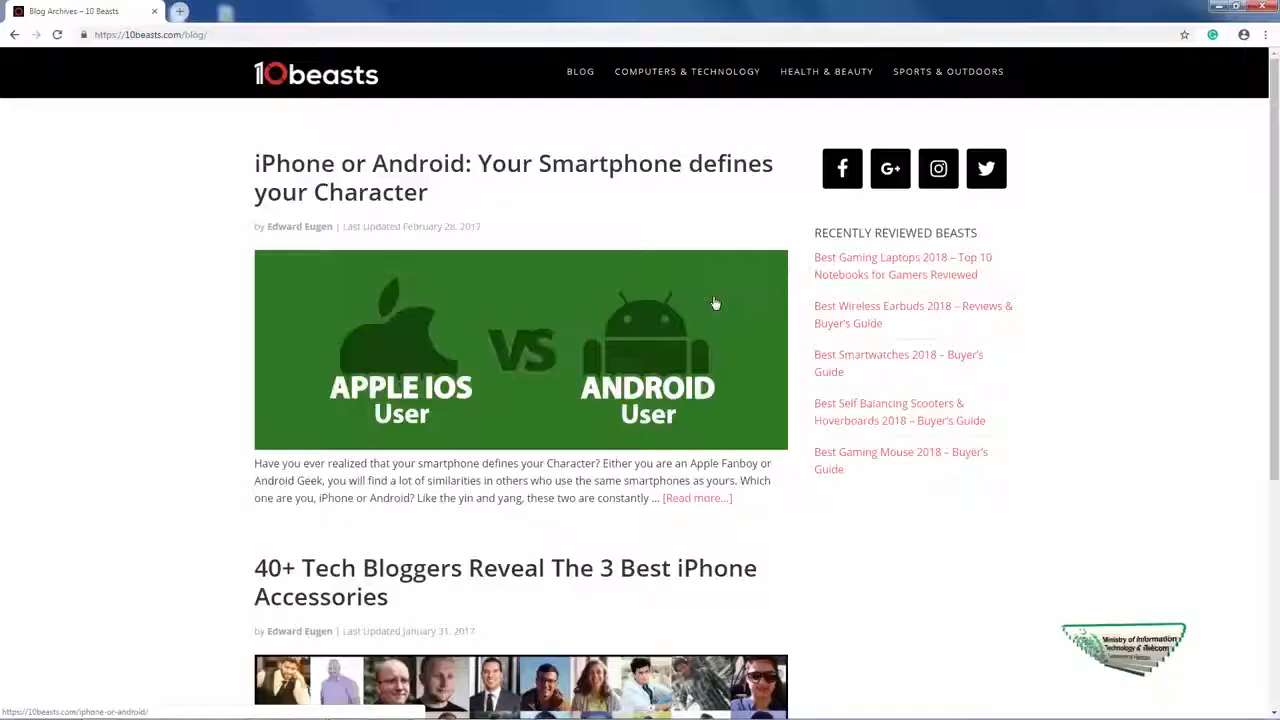 Blog Archives – 10 Beasts
https://10beasts.com/blog/
10beasts
BLOG
COMPUTERS & TECHNOLOGY
HEALTH & BEAUTY
SPORTS & OUTDOORS
iPhone or Android: Your Smartphone defines
your Character
by Edward Eugen | Last Updated February 28, 2017
APPLE IOS
User
VS
ANDROID
User
Have you ever realized that your smartphone defines your Character? Either you are an Apple Fanboy or
Android Geek, you will find a lot of similarities in others who use the same smartphones as yours. Which
one are you, iPhone or Android? Like the yin and yang, these two are constantly ... [Read more...]
40+ Tech Bloggers Reveal The 3 Best iPhone
Accessories
by Edward Eugen | Last Updated January 31, 2017
G+
RECENTLY REVIEWED BEASTS
Best Gaming Laptops 2018 – Top 10
Notebooks for Gamers Reviewed
Best Wireless Earbuds 2018 – Reviews &
Buyer's Guide
Best Smartwatches 2018 – Buyer's
Guide
Best Self Balancing Scooters &
Hoverboards 2018 – Buyer's Guide
Best Gaming Mouse 2018 – Buyer's
Guide
Ministry of Information
Technology & Telecom
https://10beasts.com/iphone-or-android/